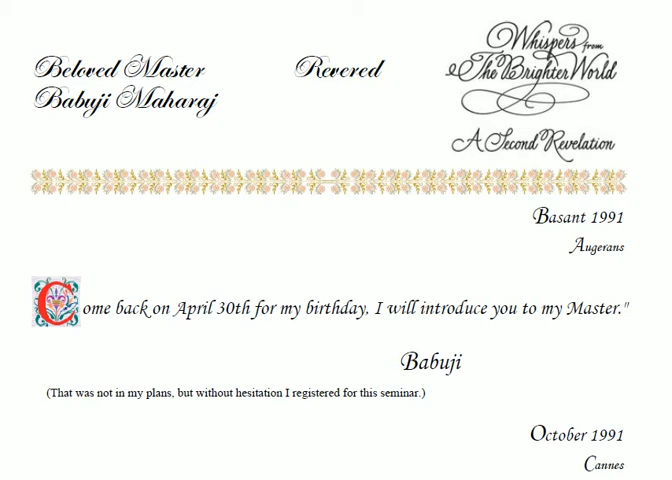 Beloved Master Revered
Babuji Maharaj
Whispers from
The Brighter World
A Second Revelation
Basant 1991
Augerans
Come back on April 30th for my birthday, I will introduce you to my Master."
Babuji
(That was not in my plans, but without hesitation I registered for this seminar.)
October 1991
Cannes